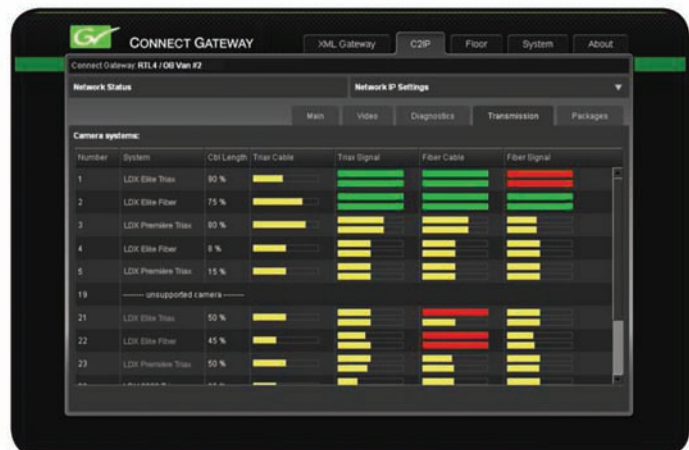 CONNECT GATEWAY
XML Gateway
C2IP
Floor
System
About
Connect Gateway: RTL4 / OB Van #2
Network Status
Network IP Settings
Main
Video
Diagnostics
Transmission
Packages
Camera systems:
Number System Cbl Length Triax Cable Triax Signal Fiber Cable Fiber Signal
1 LDX Elite Triax 90 %
2 LDX Elite Fiber 75 %
3 LDX Première Triax 80 %
4 LDX Elite Fiber 8 %
5 LDX Première Triax 15 %
19 ------- unsupported camera -------
21 LDX Elite Triax 50 %
22 LDX Elite Fiber 45 %
23 LDX Première Triax 50 %